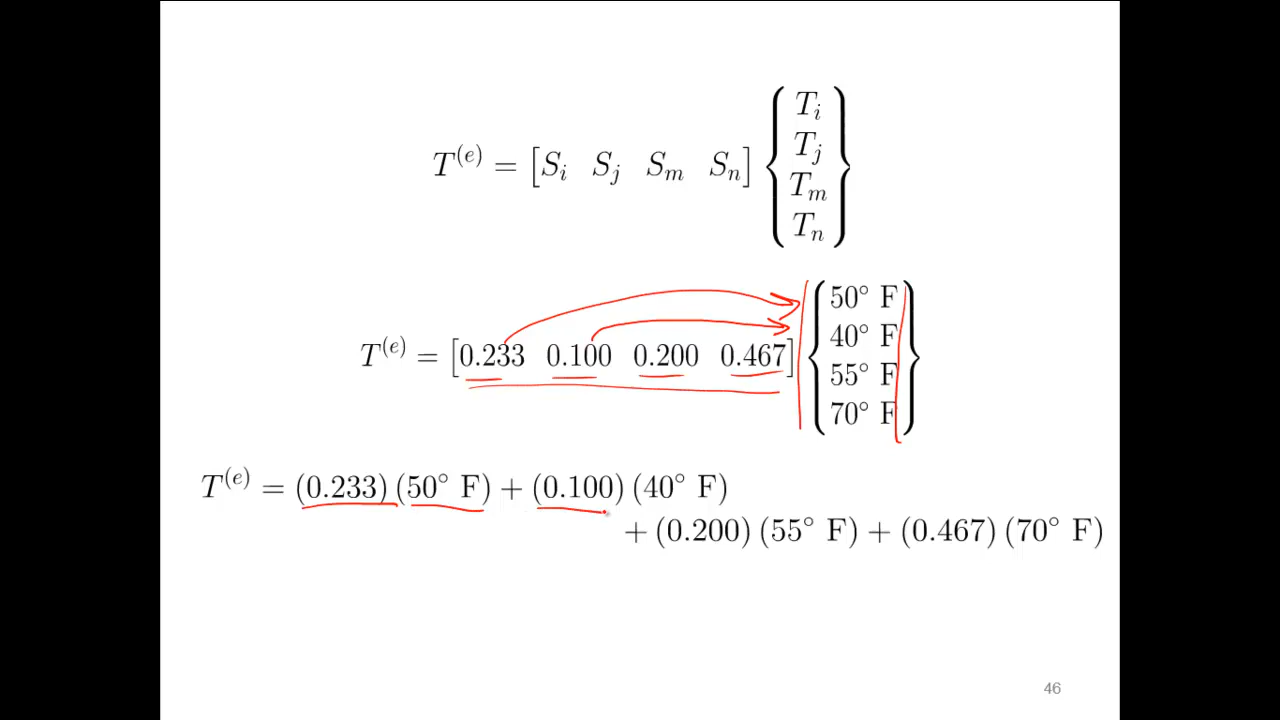 T^(e) = [S_i S_j S_m S_n] {T_i T_j T_m T_n}
T^(e) = [0.233 0.100 0.200 0.467] {50° F 40° F 55° F 70° F}
T^(e) = (0.233) (50° F) + (0.100) (40° F)
+ (0.200) (55° F) + (0.467) (70° F)
46